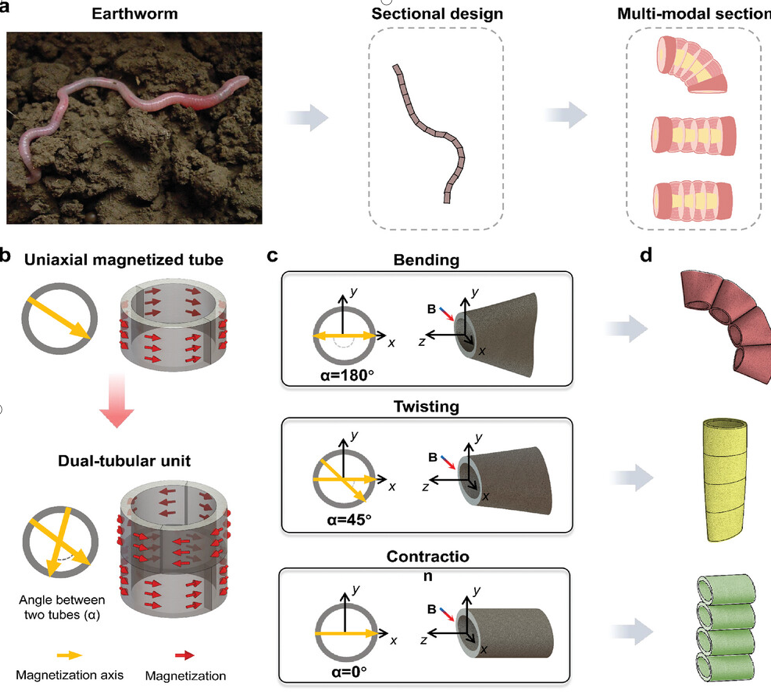 a
Earthworm
Sectional design
Multi-modal section
b
Uniaxial magnetized tube
Dual-tubular unit
Angle between
two tubes (α)
Magnetization axis
Magnetization
c
Bending
y
x
α=180°
B
y
z
x
Twisting
y
x
α=45°
B
y
z
x
Contractio
n
y
x
α=0°
B
y
z
x
d